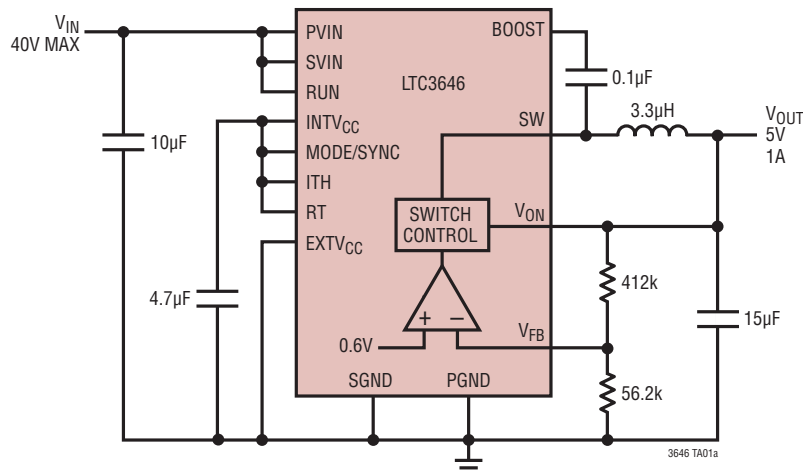 VIN
40V MAX
10µF
4.7µF
PVIN
SVIN
RUN
INTVCC
MODE/SYNC
ITH
RT
EXTVCC
LTC3646
BOOST
SW
SWITCH
CONTROL
VON
+ −
0.6V
VFB
SGND
PGND
0.1µF
3.3µH
VOUT
5V
1A
412k
15µF
56.2k
3646 TA01a